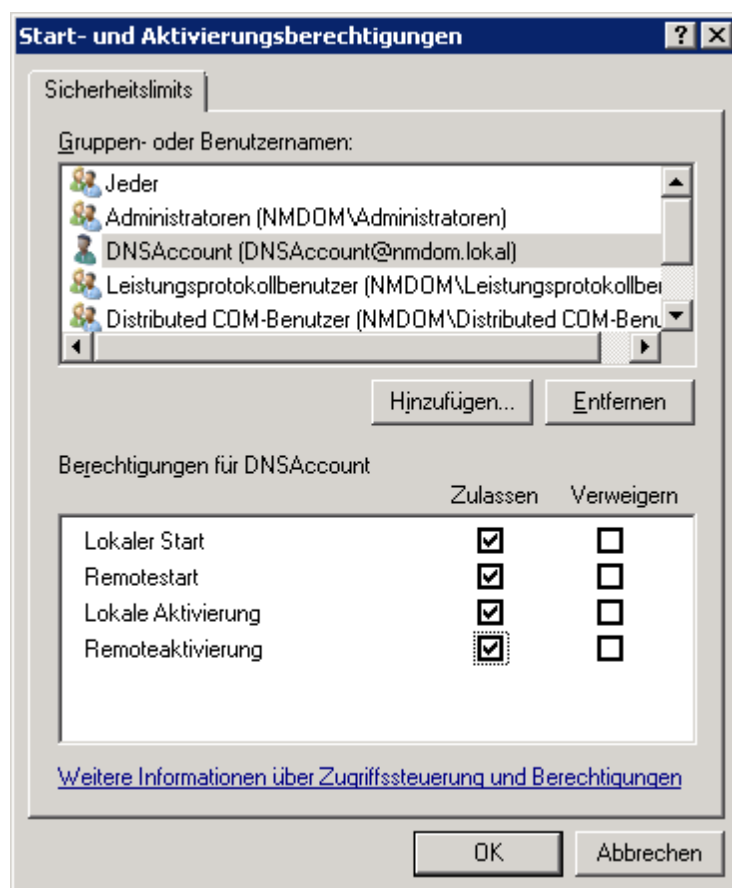 Start- und Aktivierungsberechtigungen
Sicherheitslimits
Gruppen- oder Benutzernamen:
Jeder
Administratoren (NMDOM\Administratoren)
DNSAccount (DNSAccount@nmdom.lokal)
Leistungsprotokollbenutzer (NMDOM\Leistungsprotokollbe
Distributed COM-Benutzer (NMDOM\Distributed COM-Benu
Hinzufügen... Entfernen
Berechtigungen für DNSAccount
Zulassen Verweigern
Lokaler Start
Remotestart
Lokale Aktivierung
Remoteaktivierung
Weitere Informationen über Zugriffssteuerung und Berechtigungen
OK Abbrechen